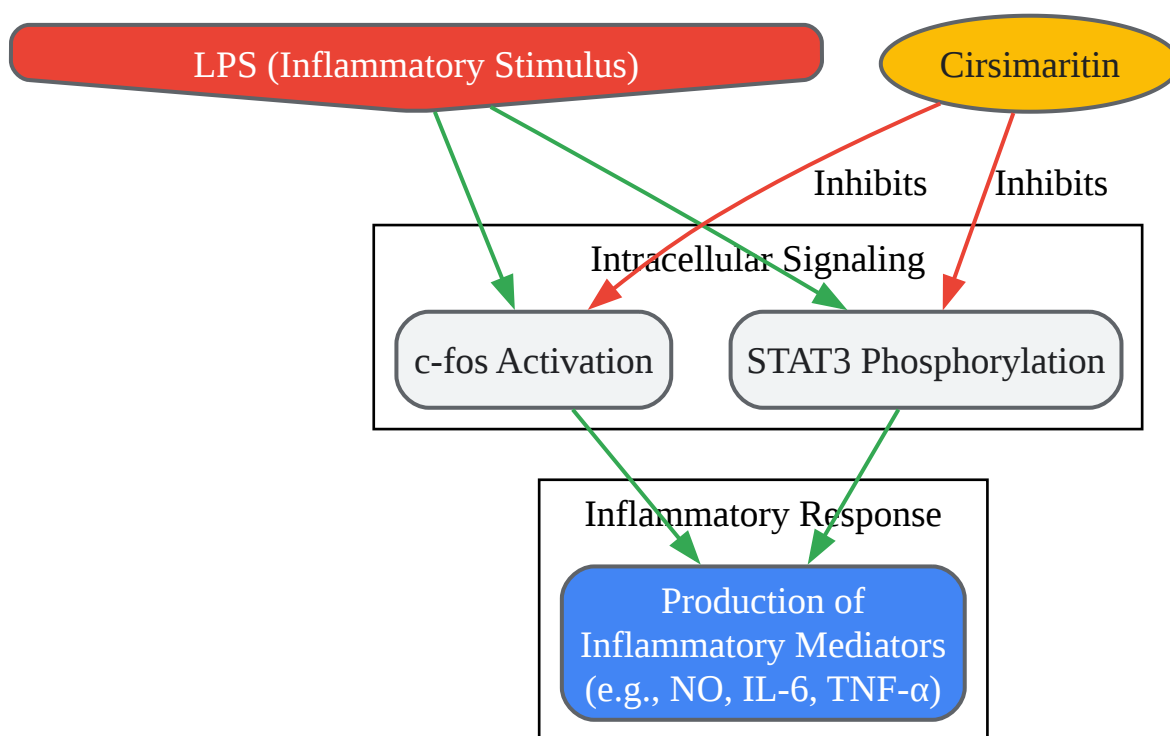 LPS (Inflammatory Stimulus)
Cirsimaritin
Inhibits
Inhibits
Intracellular Signaling
c-fos Activation
STAT3 Phosphorylation
Inflammatory Response
Production of
Inflammatory Mediators
(e.g., NO, IL-6, TNF-α)